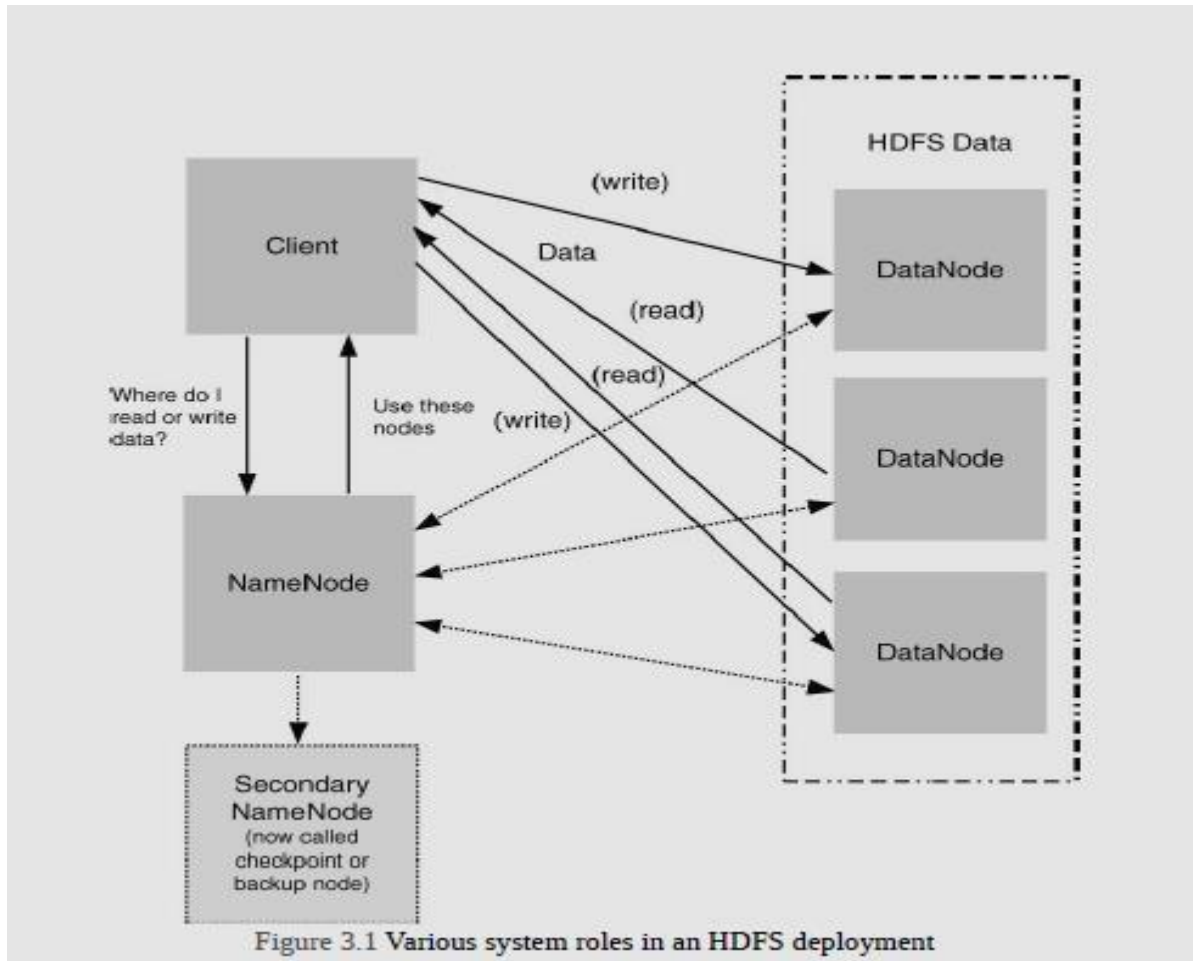 HDFS Data
(write)
Client
Data
DataNode
(read)
(read)
'Where do I
read or write
data?
Use these
nodes
(write)
DataNode
NameNode
DataNode
Secondary
NameNode
(now called
checkpoint or
backup node)
Figure 3.1 Various system roles in an HDFS deployment